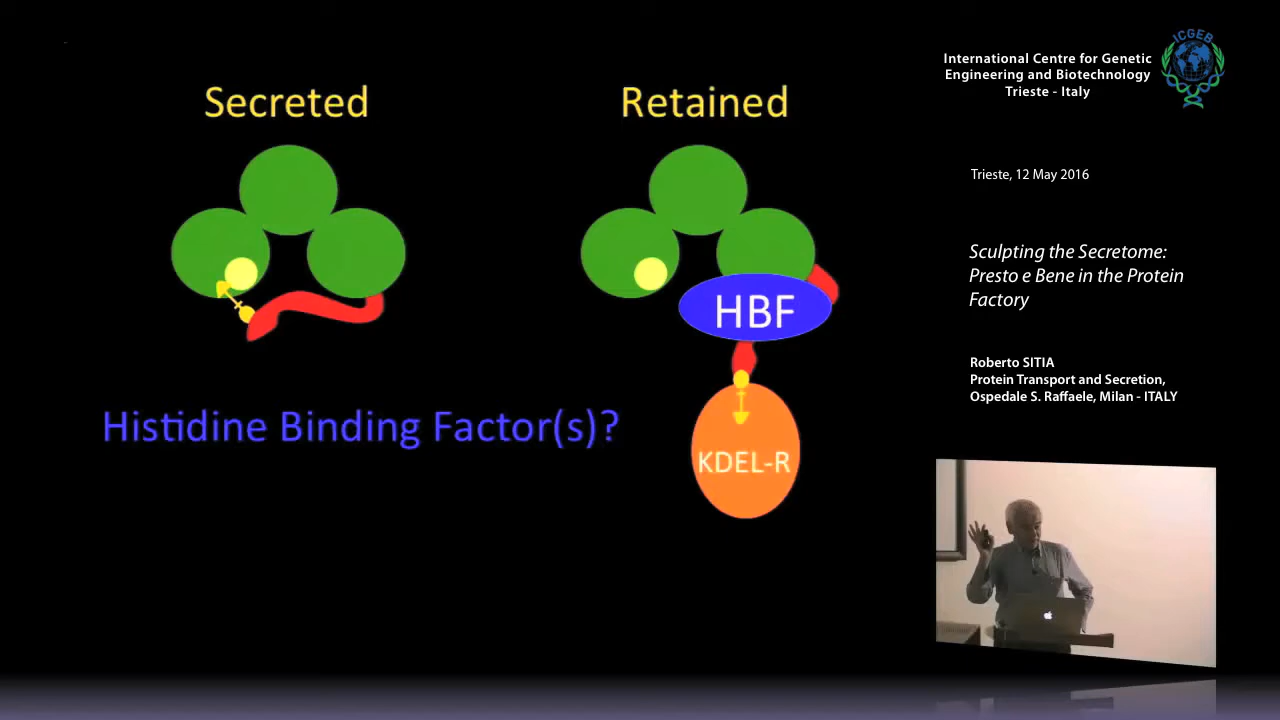 Secreted
Retained
HBF
Histidine Binding Factor(s)?
KDEL-R
International Centre for Genetic
Engineering and Biotechnology
Trieste - Italy
ICGEB
Trieste, 12 May 2016
Sculpting the Secretome:
Presto e Bene in the Protein
Factory
Roberto SITIA
Protein Transport and Secretion,
Ospedale S. Raffaele, Milan - ITALY